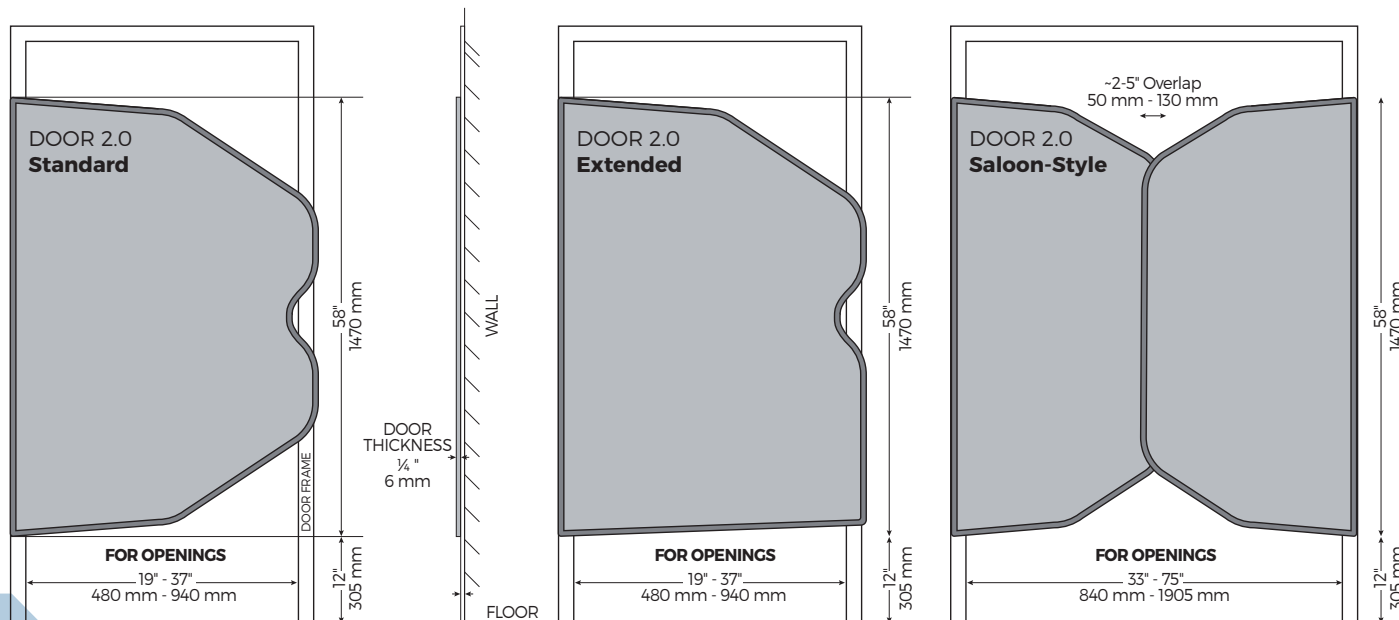 DOOR 2.0
Standard
58"
1470 mm
DOOR FRAME
FOR OPENINGS
19" - 37"
480 mm - 940 mm
12"
305 mm
DOOR
THICKNESS
¼ "
6 mm
WALL
FLOOR
DOOR 2.0
Extended
58"
1470 mm
FOR OPENINGS
19" - 37"
480 mm - 940 mm
12"
305 mm
~2-5" Overlap
50 mm - 130 mm
DOOR 2.0
Saloon-Style
58"
1470 mm
FOR OPENINGS
33" - 75"
840 mm - 1905 mm
12"
305 mm